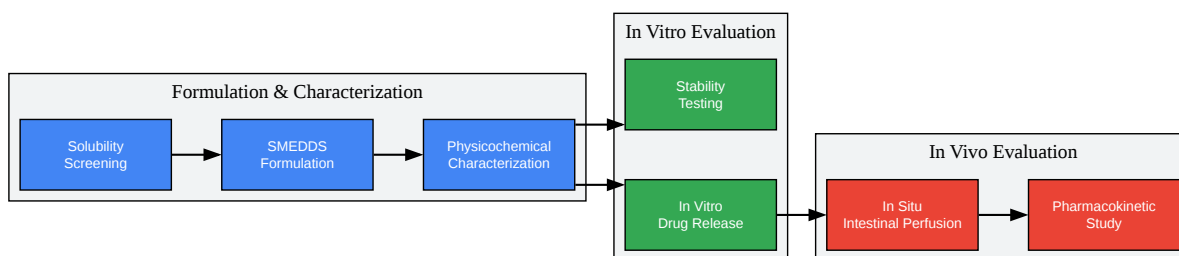 Formulation & Characterization
Solubility
Screening
SMEDDS
Formulation
Physicochemical
Characterization
In Vitro Evaluation
Stability
Testing
In Vitro
Drug Release
In Vivo Evaluation
In Situ
Intestinal Perfusion
Pharmacokinetic
Study